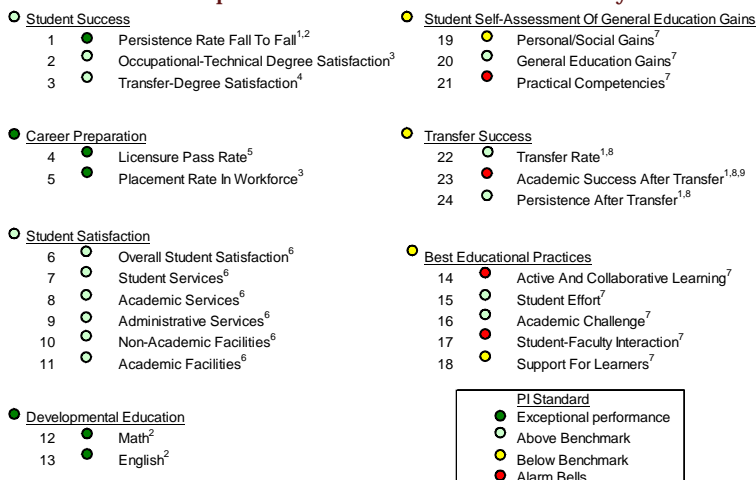 Student Success
1 Persistence Rate Fall To Fall1,2
2 Occupational-Technical Degree Satisfaction3
3 Transfer-Degree Satisfaction4
Career Preparation
4 Licensure Pass Rate5
5 Placement Rate In Workforce3
Student Satisfaction
6 Overall Student Satisfaction6
7 Student Services6
8 Academic Services6
9 Administrative Services6
10 Non-Academic Facilities6
11 Academic Facilities6
Developmental Education
12 Math2
13 English2
Student Self-Assessment Of General Education Gains
19 Personal/Social Gains7
20 General Education Gains7
21 Practical Competencies7
Transfer Success
22 Transfer Rate1,8
23 Academic Success After Transfer1,8,9
24 Persistence After Transfer1,8
Best Educational Practices
14 Active And Collaborative Learning7
15 Student Effort7
16 Academic Challenge7
17 Student-Faculty Interaction7
18 Support For Learners7
PI Standard
Exceptional performance
Above Benchmark
Below Benchmark
Alarm Bells